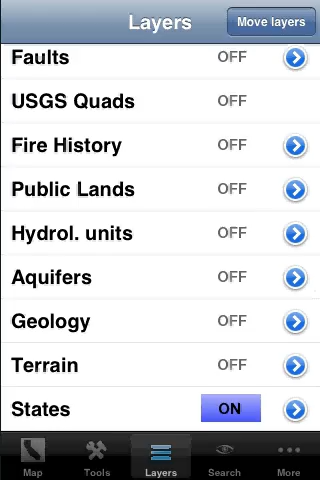 Layers Move layers
Faults OFF
USGS Quads OFF
Fire History OFF
Public Lands OFF
Hydrol. units OFF
Aquifers OFF
Geology OFF
Terrain OFF
States ON
Map Tools Layers Search More